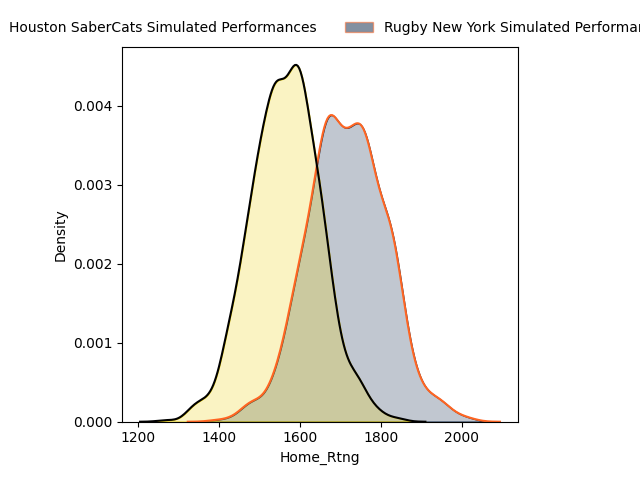 Houston SaberCats Simulated Performances
Rugby New York Simulated
0.004
0.003
0.002
0.001
0.000
Density
1200 1400 1600 1800 2000
Home_Rtng